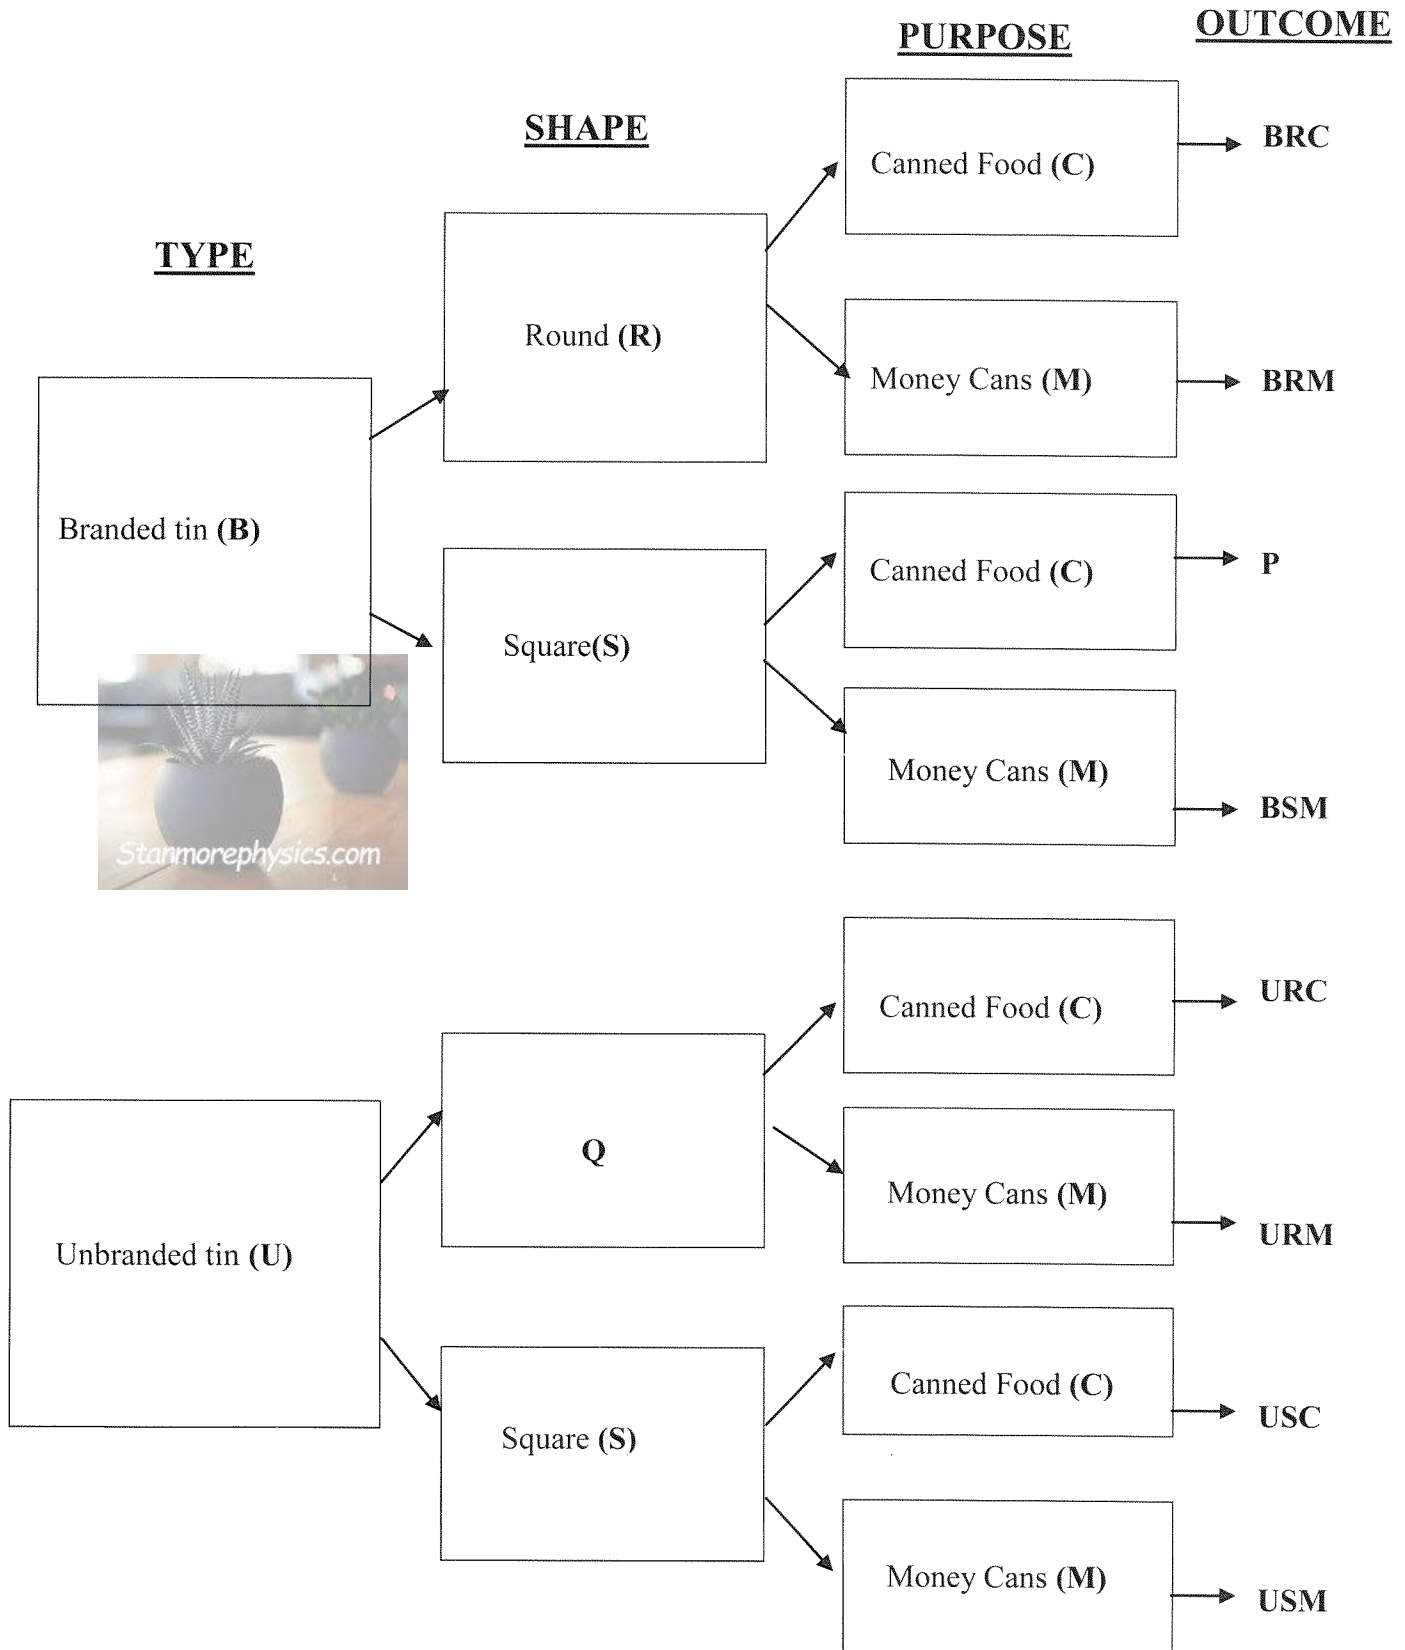 OUTCOME
PURPOSE
SHAPE
TYPE
Canned Food (C)
BRC
Round (R)
Money Cans (M)
BRM
Branded tin (B)
Canned Food (C)
P
Square(S)
Money Cans (M)
BSM
Stanmorephysics.com
Canned Food (C)
URC
Q
Money Cans (M)
URM
Unbranded tin (U)
Canned Food (C)
USC
Square (S)
Money Cans (M)
USM